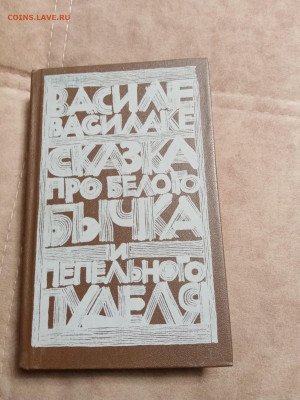 COINS.LAVE.RU
ВАСИЛЕ
ВАСИЛАКЕ
СКАЗКА
ПРО БЕЛОГО
БЫЧКА
И
ПЕПЕЛЬНОГО
ПУДЕЛЯ